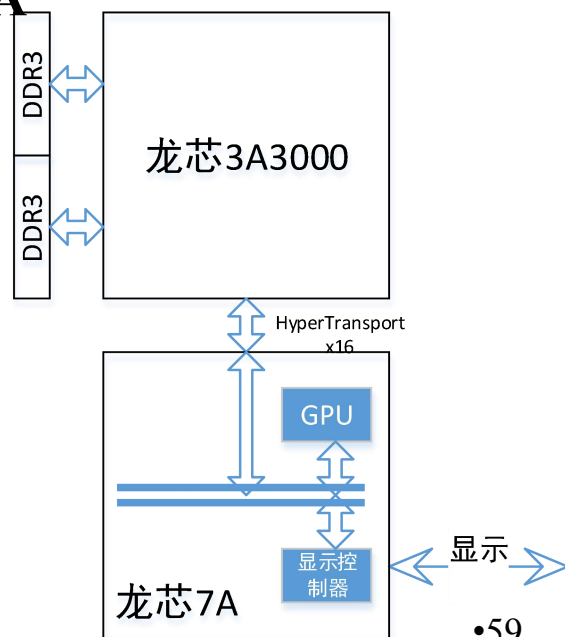 A
DDR3
龙芯3A3000
DDR3
HyperTransport
x16
GPU
显示控
制器
显示
龙芯7A
•59